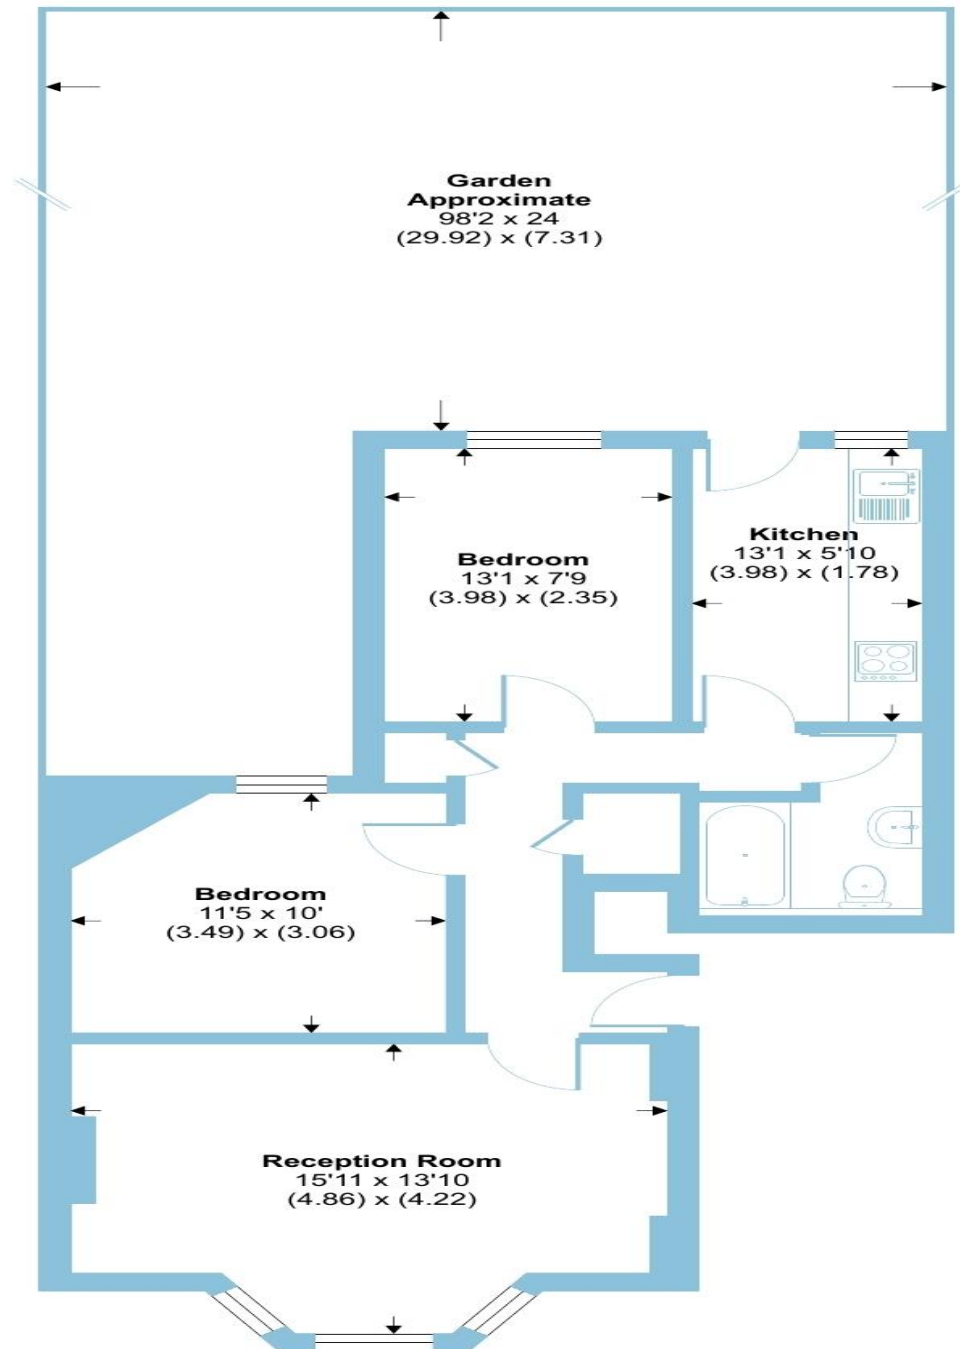 Garden
Approximate
98'2 x 24
(29.92) x (7.31)
Bedroom
13'1 x 7'9
(3.98) x (2.35)
Kitchen
13'1 x 5'10
(3.98) x (1.78)
Bedroom
11'5 x 10'
(3.49) x (3.06)
Reception Room
15'11 x 13'10
(4.86) x (4.22)